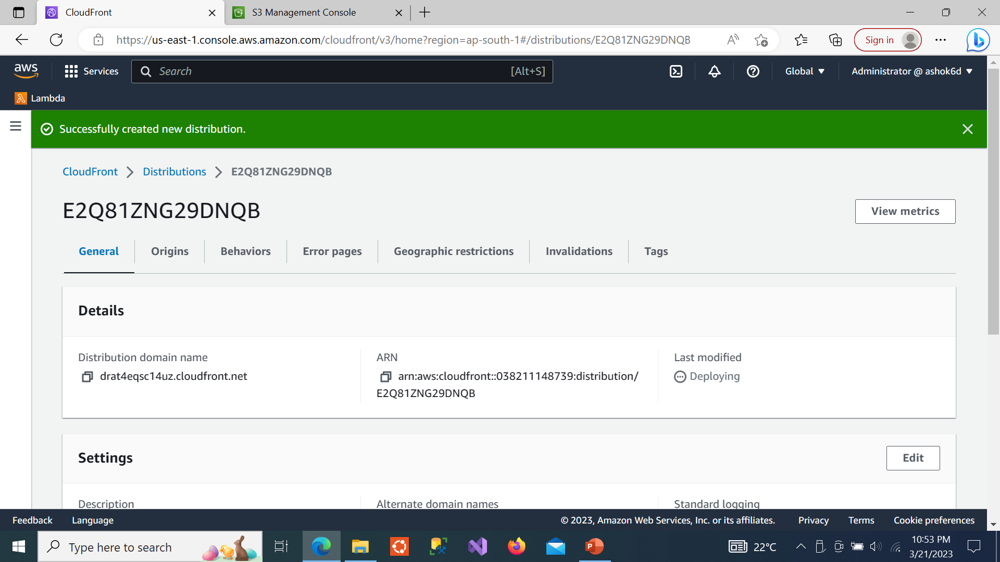 CloudFront
S3 Management Console
https://us-east-1.console.aws.amazon.com/cloudfront/v3/home?region=ap-south-1#/distributions/E2Q81ZNG29DNQB
Sign in
aws
Services
Search
[Alt+S]
Global
Administrator @ ashok6d
Lambda
Successfully created new distribution.
CloudFront
Distributions
E2Q81ZNG29DNQB
E2Q81ZNG29DNQB
View metrics
General
Origins
Behaviors
Error pages
Geographic restrictions
Invalidations
Tags
Details
Distribution domain name
drat4eqsc14uz.cloudfront.net
ARN
arn:aws:cloudfront::038211148739:distribution/
E2Q81ZNG29DNQB
Last modified
Deploying
Settings
Edit
Description
Alternate domain names
Standard logging
Feedback
Language
© 2023, Amazon Web Services, Inc. or its affiliates.
Privacy
Terms
Cookie preferences
Type here to search
22°C
10:53 PM
3/21/2023